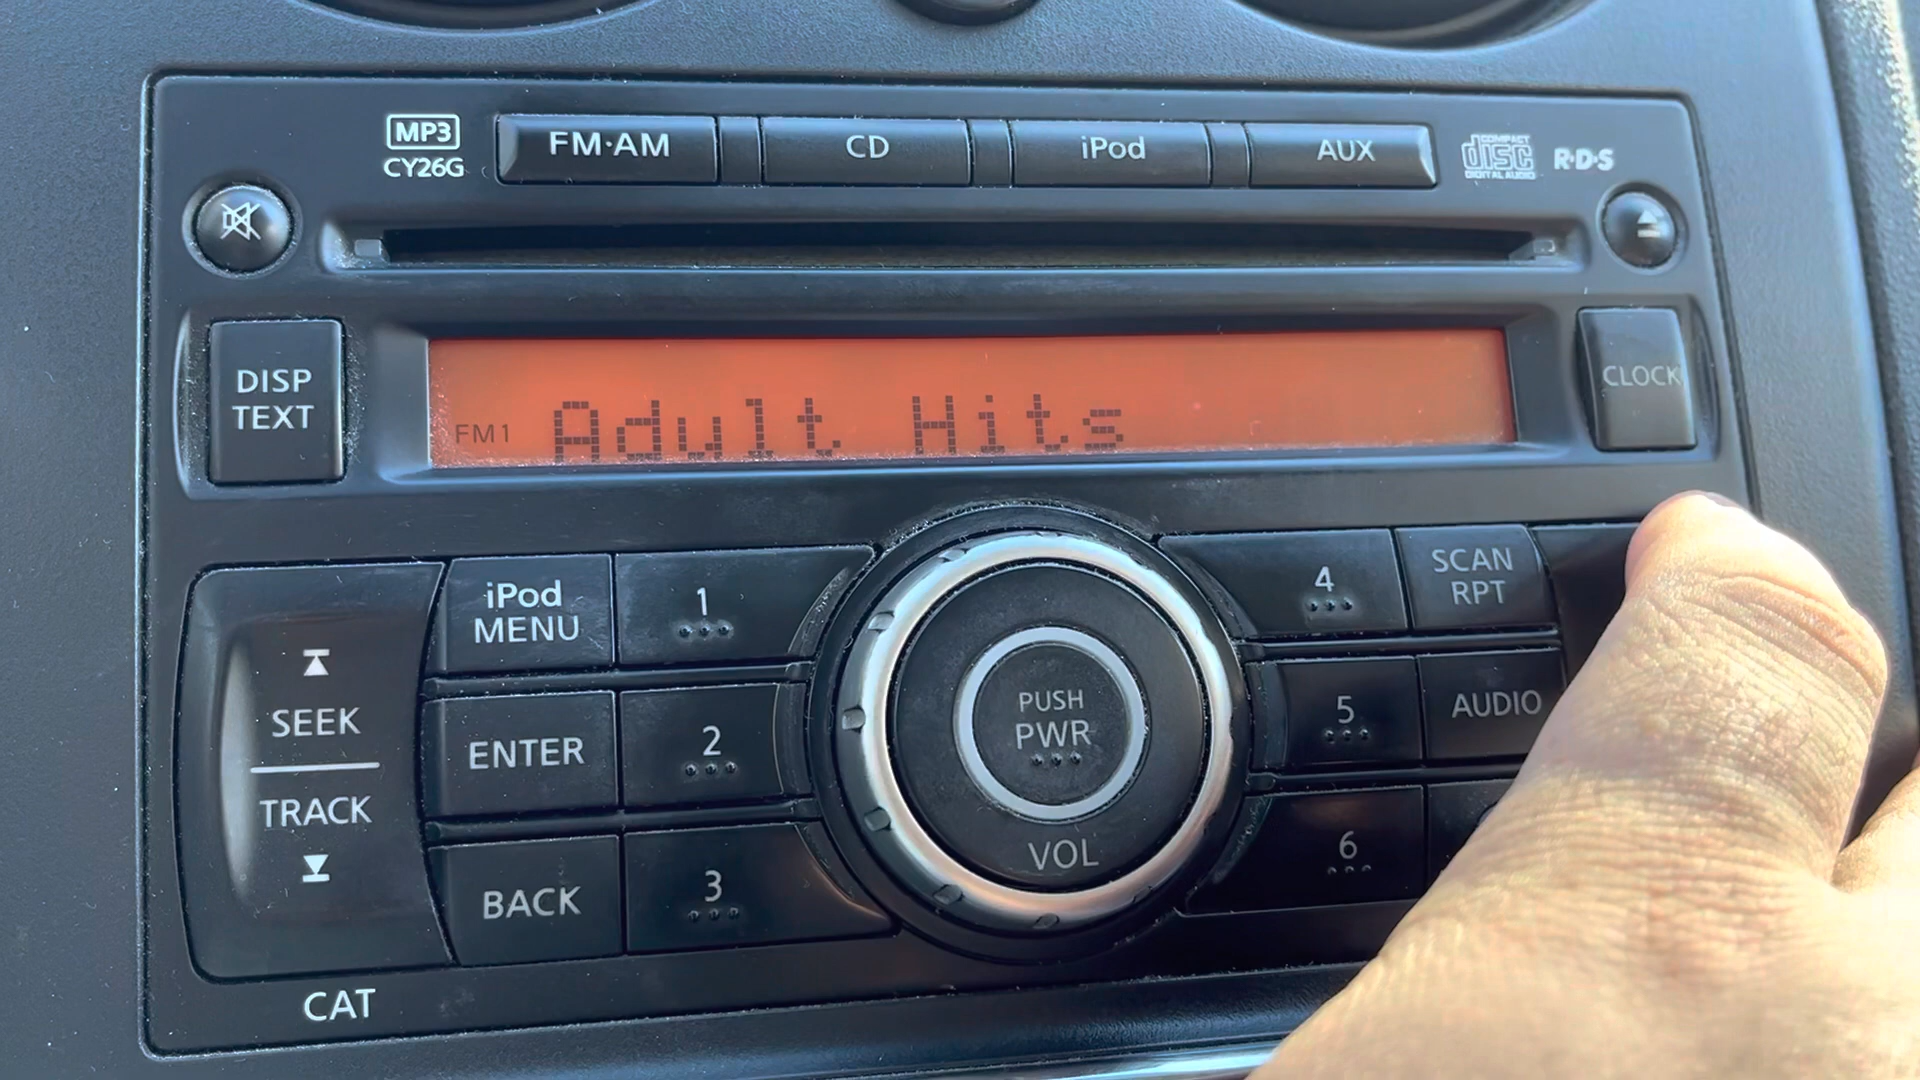 MP3
CY26G
FM·AM
CD
iPod
AUX
COMPACT
disc
DIGITAL AUDIO
R·D·S
DISP
TEXT
CLOCK
FM1
Adult Hits
iPod
MENU
1
4
SCAN
RPT
SEEK
TRACK
ENTER
2
PUSH
PWR
VOL
5
AUDIO
BACK
3
6
CAT